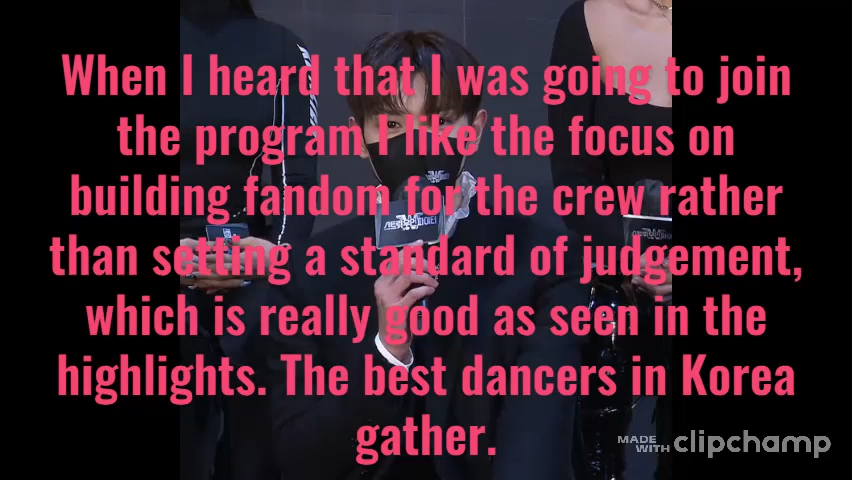 When I heard that I was going to join
the program I like the focus on
building fandom for the crew rather
than setting a standard of judgement,
which is really good as seen in the
highlights. The best dancers in Korea
gather.
MADE WITH clipchamp